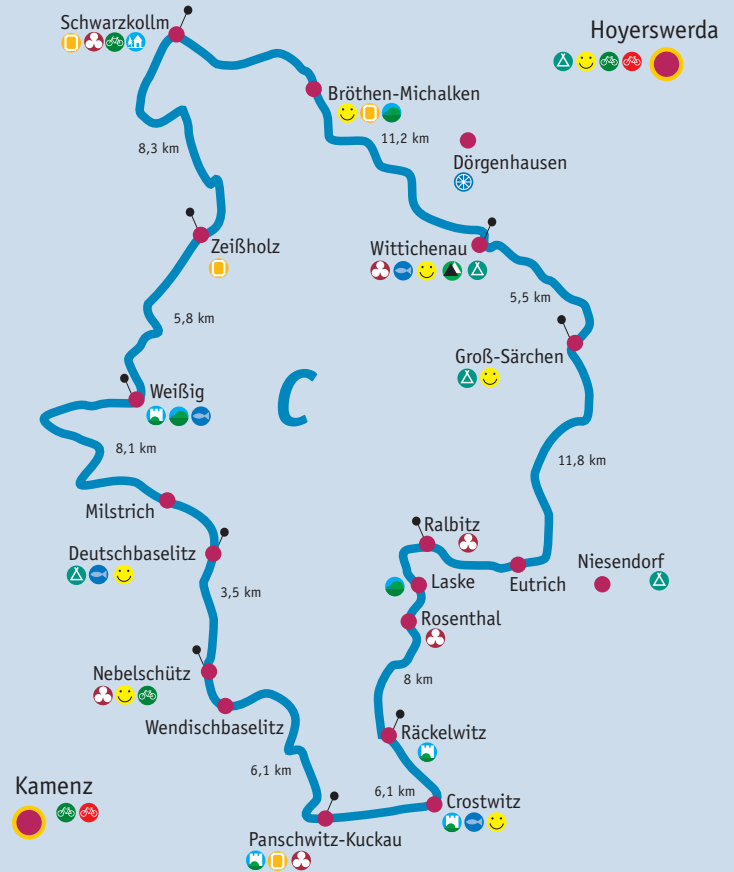 Schwarzkollm
Hoyerswerda
Bröthen-Michalken
11,2 km
8,3 km
Dörgenhausen
Zeißholz
Wittichenau
5,5 km
5,8 km
Groß-Särchen
Weißig
C
8,1 km
11,8 km
Milstrich
Ralbitz
Deutschbaselitz
Niesendorf
Laske
Eutrich
3,5 km
Rosenthal
Nebelschütz
8 km
Wendischbaselitz
Räckelwitz
6,1 km
Kamenz
6,1 km
Crostwitz
Panschwitz-Kuckau